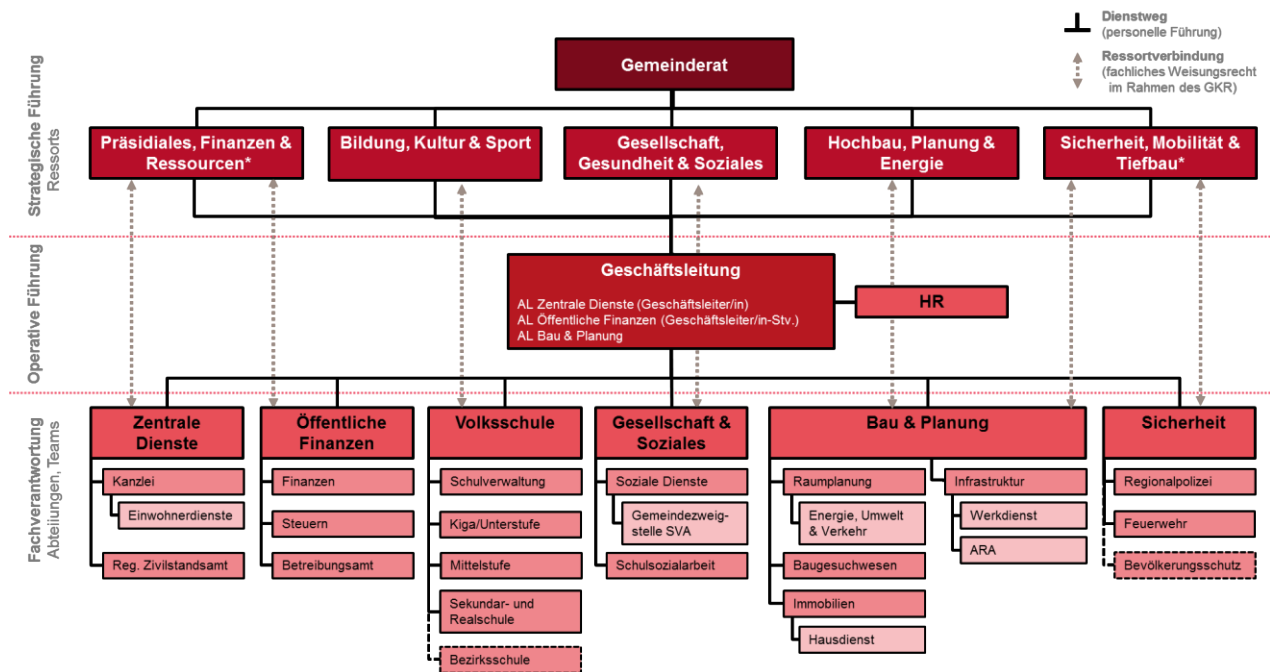 Dienstweg
(personelle Führung)
Ressortverbindung
(fachliches Weisungsrecht
im Rahmen des GKR)
Strategische Führung
Ressorts
Gemeinderat
Präsidiales, Finanzen &
Ressourcen*
Bildung, Kultur & Sport
Gesellschaft,
Gesundheit & Soziales
Hochbau, Planung &
Energie
Sicherheit, Mobilität &
Tiefbau*
Operative Führung
Geschäftsleitung
AL Zentrale Dienste (Geschäftsleiter/in)
AL Öffentliche Finanzen (Geschäftsleiter/in-Stv.)
AL Bau & Planung
HR
Fachverantwortung
Abteilungen, Teams
Zentrale
Dienste
Kanzlei
Einwohnerdienste
Reg. Zivilstandsamt
Öffentliche
Finanzen
Finanzen
Steuern
Betreibungsamt
Volksschule
Schulverwaltung
Kiga/Unterstufe
Mittelstufe
Sekundar- und
Realschule
Bezirksschule
Gesellschaft &
Soziales
Soziale Dienste
Gemeindezweig-
stelle SVA
Schulsozialarbeit
Bau & Planung
Raumplanung
Energie, Umwelt
& Verkehr
Baugesuchwesen
Immobilien
Hausdienst
Infrastruktur
Werkdienst
ARA
Sicherheit
Regionalpolizei
Feuerwehr
Bevölkerungsschutz